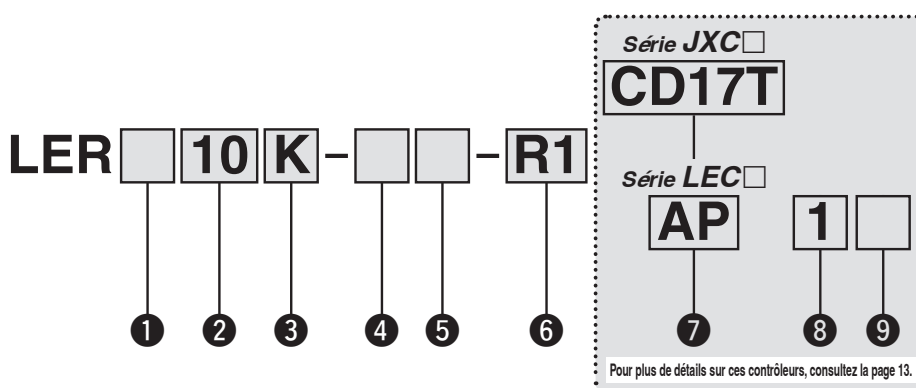 Série JXC□
CD17T
LER□ 10 K-□□-R1
Série LEC□
AP 1 □
1 2 3 4 5 6 7 8 9
Pour plus de détails sur ces contrôleurs, consultez la page 13.